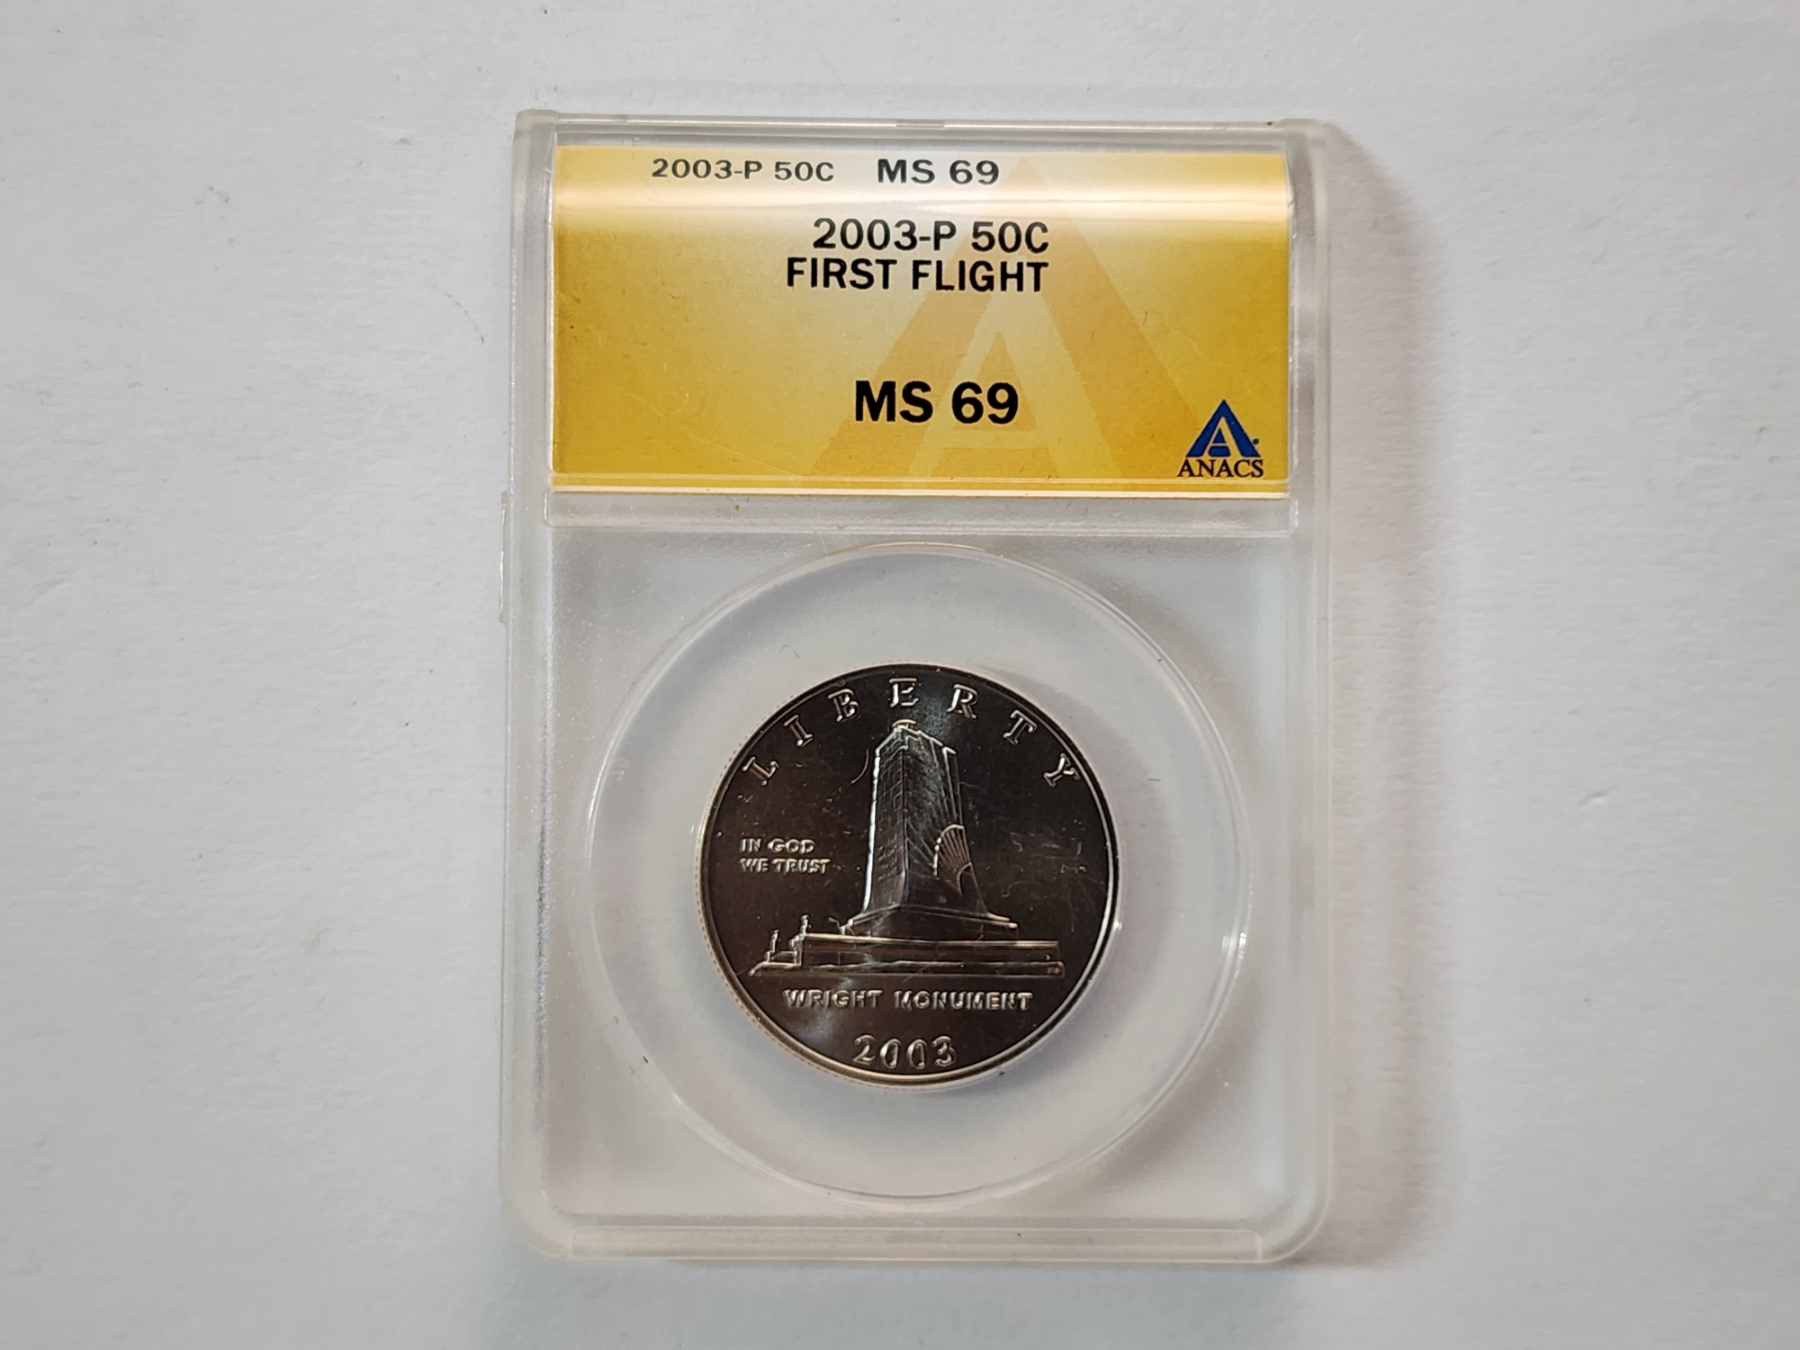 2003-P 50C MS 69
2003-P 50C
FIRST FLIGHT
MS 69
ANACS
LIBERTY
IN GOD
WE TRUST
WRIGHT MONUMENT
2003